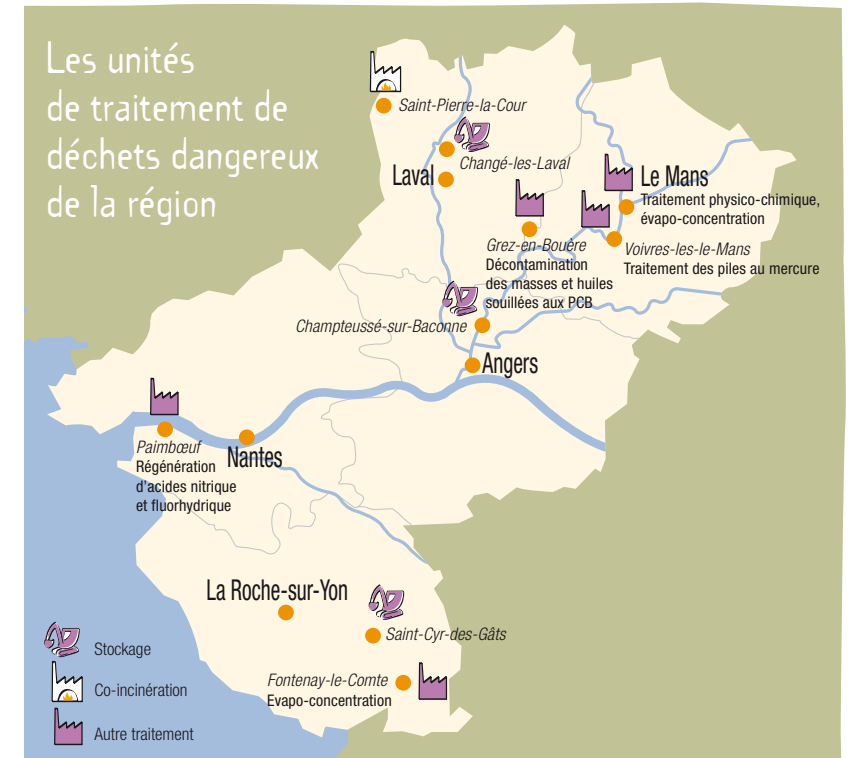 Les unités
de traitement de
déchets dangereux
de la région
Saint-Pierre-la-Cour
Changé-les-Laval
Laval
Le Mans
Traitement physico-chimique,
évapo-concentration
Grez-en-Bouère
Décontamination
des masses et huiles
souillées aux PCB
Voivres-les-le-Mans
Traitement des piles au mercure
Champteussé-sur-Baconne
Angers
Paimbœuf
Régénération
d'acides nitrique
et fluorhydrique
Nantes
La Roche-sur-Yon
Saint-Cyr-des-Gâts
Fontenay-le-Comte
Evapo-concentration
Stockage
Co-incinération
Autre traitement